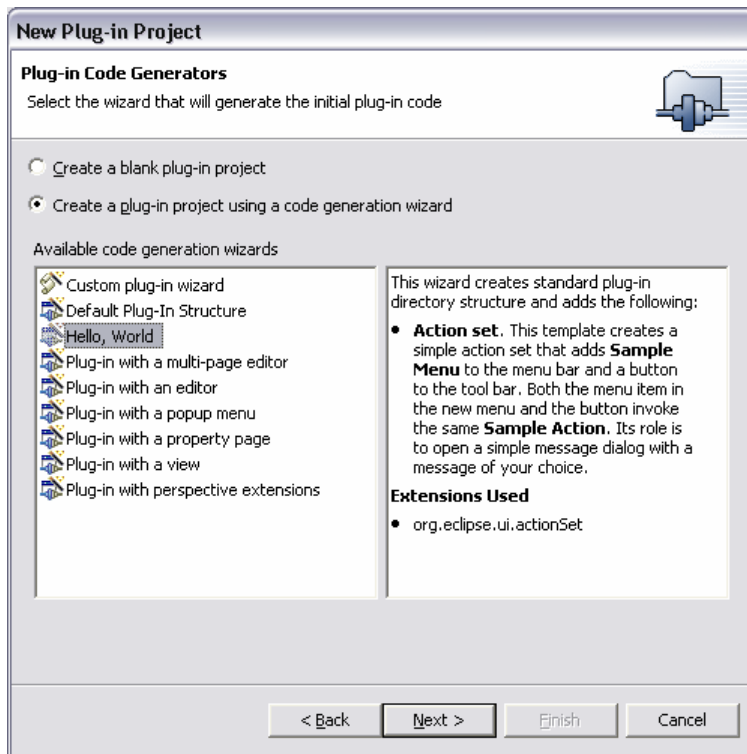 New Plug-in Project
Plug-in Code Generators
Select the wizard that will generate the initial plug-in code
Create a blank plug-in project
Create a plug-in project using a code generation wizard
Available code generation wizards
Custom plug-in wizard
Default Plug-In Structure
Hello, World
Plug-in with a multi-page editor
Plug-in with an editor
Plug-in with a popup menu
Plug-in with a property page
Plug-in with a view
Plug-in with perspective extensions
This wizard creates standard plug-in
directory structure and adds the following:
• Action set. This template creates a
simple action set that adds Sample
Menu to the menu bar and a button
to the tool bar. Both the menu item in
the new menu and the button invoke
the same Sample Action. Its role is
to open a simple message dialog with a
message of your choice.
Extensions Used
• org.eclipse.ui.actionSet
< Back
Next >
Finish
Cancel